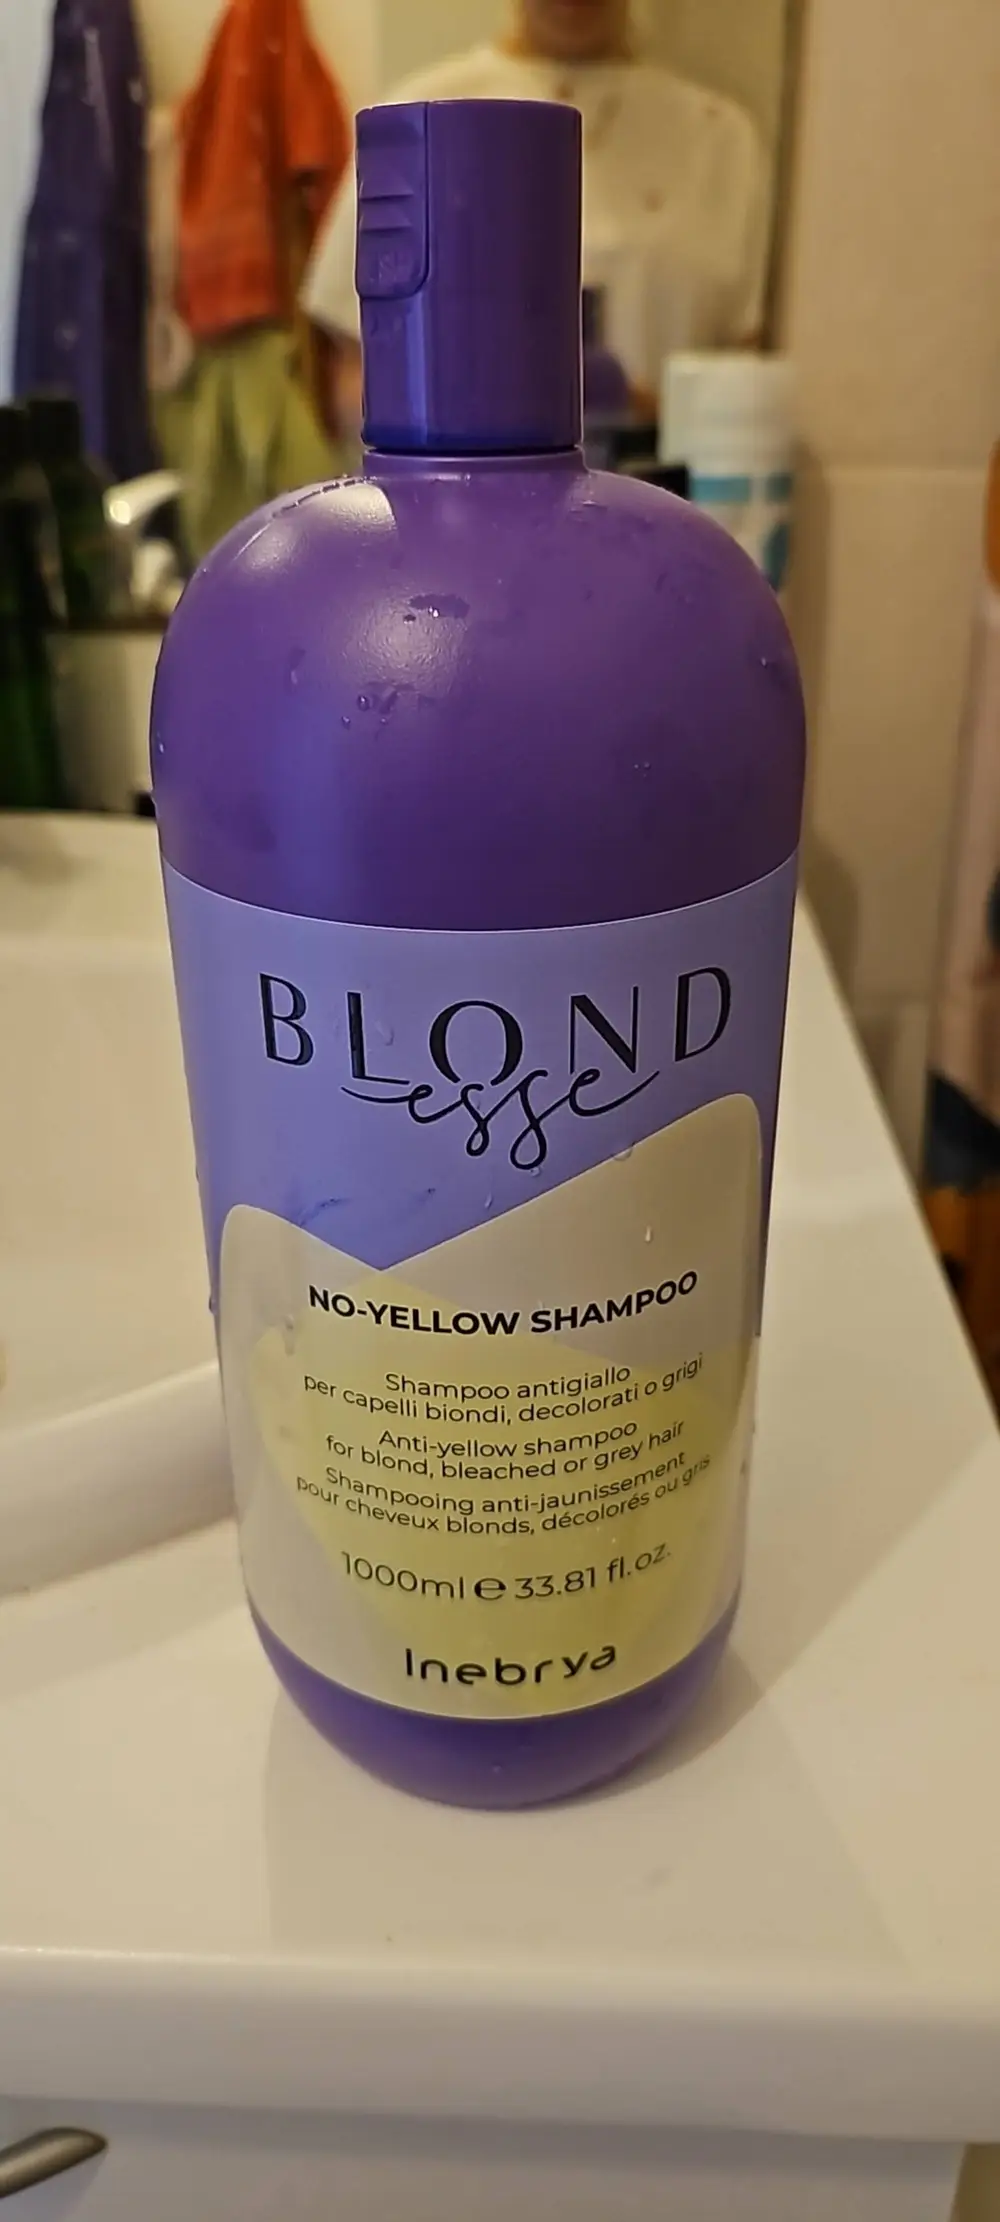 BLOND
esse
NO-YELLOW SHAMPOO
Shampoo antigiallo
per capelli biondi, decolorati o grigi
Anti-yellow shampoo
for blond, bleached or grey hair
Shampooing anti-jaunissement
pour cheveux blonds, décolorés ou gris
1000ml e 33.81 fl.oz.
Inebrya